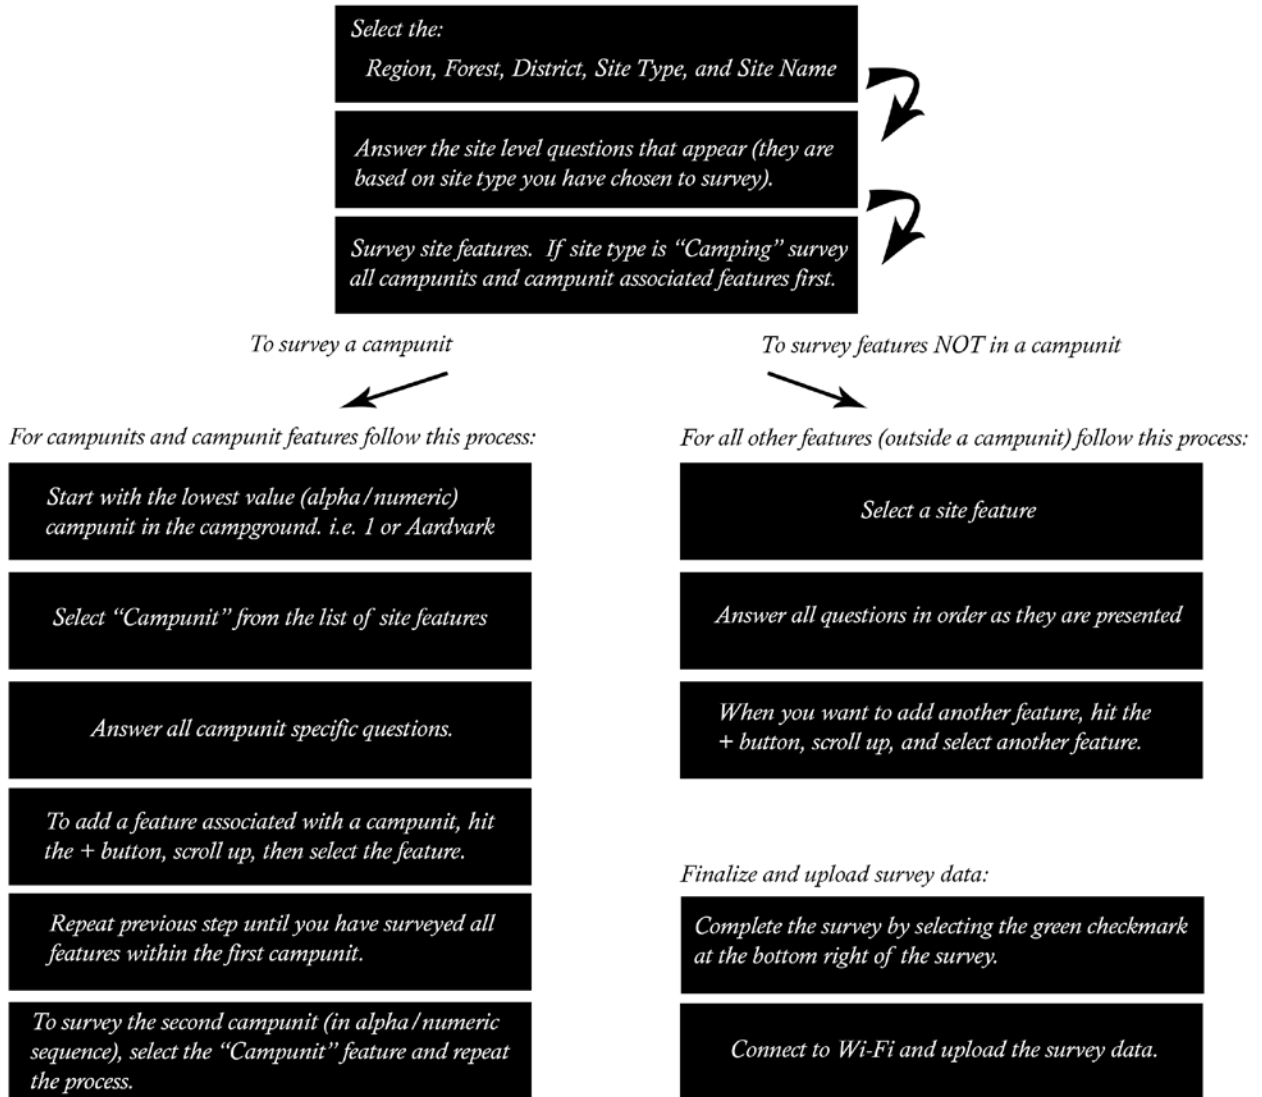 Select the:
Region, Forest, District, Site Type, and Site Name
Answer the site level questions that appear (they are
based on site type you have chosen to survey).
Survey site features.  If site type is “Camping” survey
all campunits and campunit associated features first.
To survey a campunit
To survey features NOT in a campunit
For campunits and campunit features follow this process:
Start with the lowest value (alpha/numeric)
campunit in the campground. i.e. 1 or Aardvark
Select “Campunit” from the list of site features
Answer all campunit specific questions.
To add a feature associated with a campunit, hit
the + button, scroll up, then select the feature.
Repeat previous step until you have surveyed all
features within the first campunit.
To survey the second campunit (in alpha/numeric
sequence), select the “Campunit” feature and repeat
the process.
For all other features (outside a campunit) follow this process:
Select a site feature
Answer all questions in order as they are presented
When you want to add another feature, hit the
+ button, scroll up, and select another feature.
Finalize and upload survey data:
Complete the survey by selecting the green checkmark
at the bottom right of the survey.
Connect to Wi-Fi and upload the survey data.